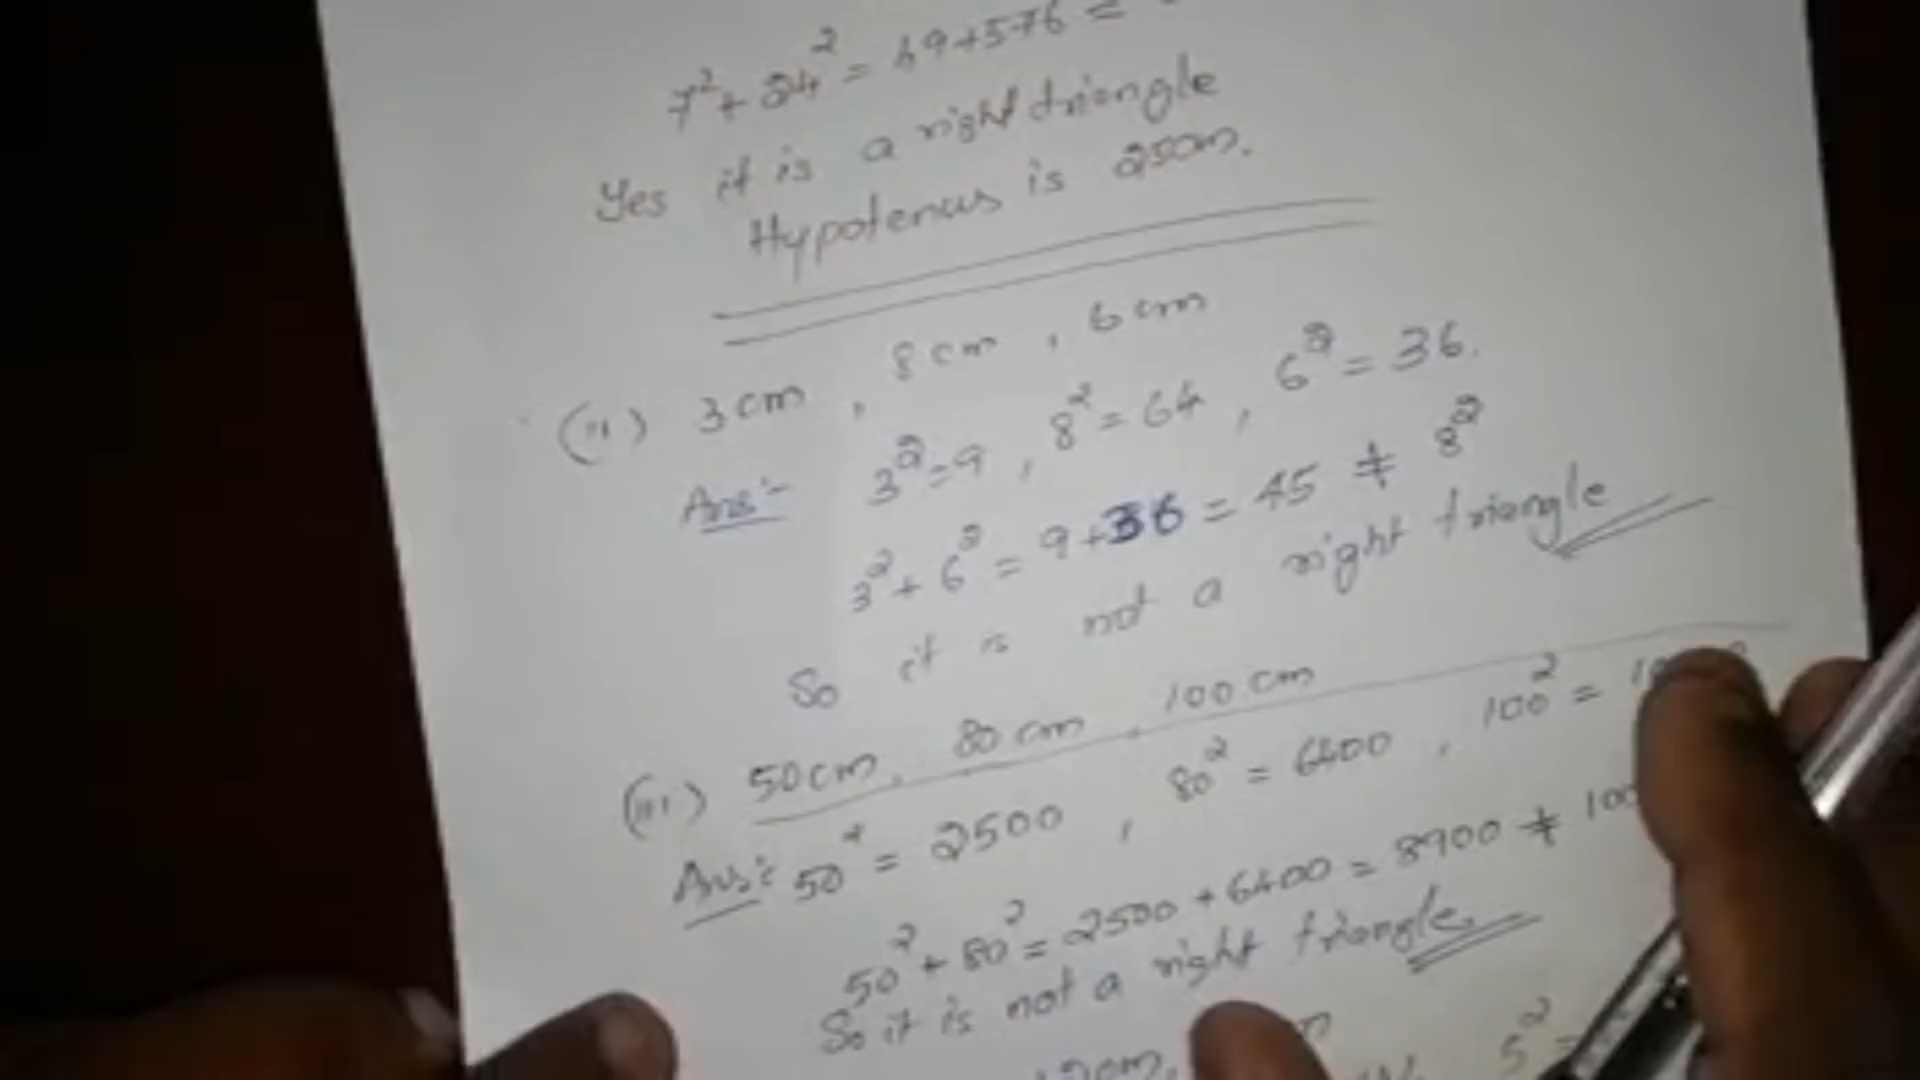 7² + 24² = 49+576 =
Yes it is a right triangle
Hypotenus is 25cm.
(ii) 3cm, 8cm, 6cm
Ans:- 3²=9, 8²=64, 6²=36.
3²+6² = 9+36 = 45 ≠ 8²
So it is not a right triangle
(iii) 50cm, 80cm, 100cm
Ans: 50² = 2500, 80² = 6400, 100² =
50²+80² = 2500+6400 = 8900 ≠ 100
So it is not a right triangle.
5² =